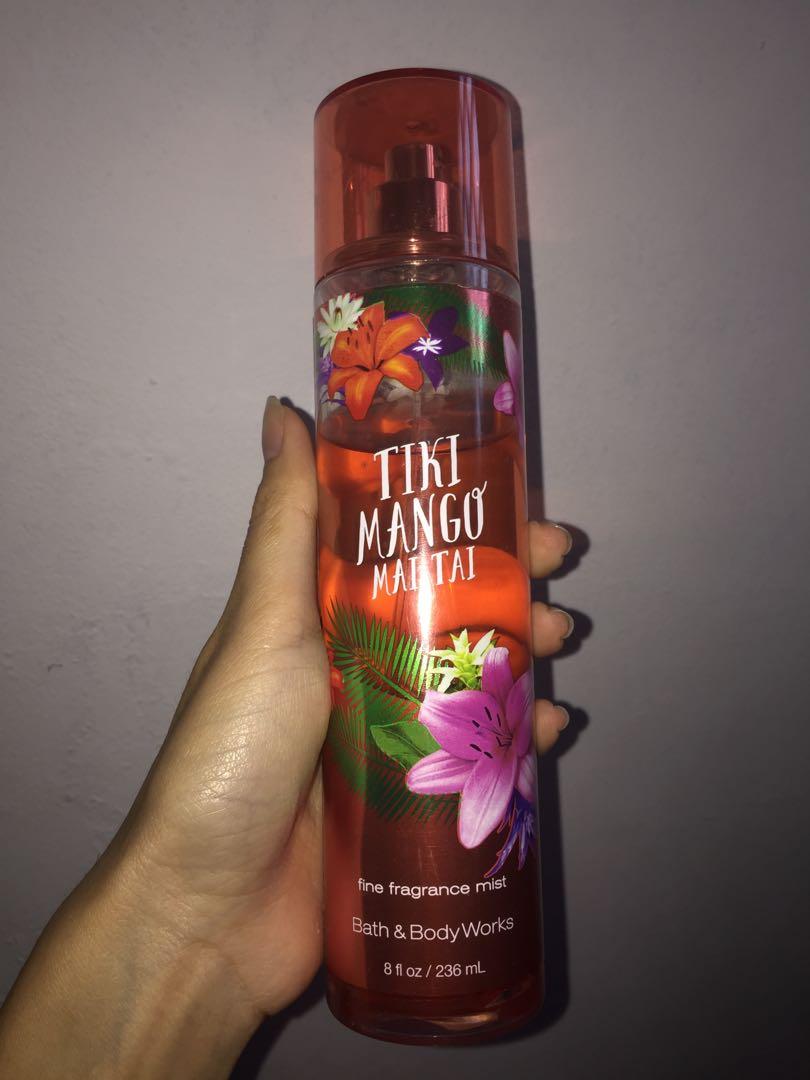 TIKI
MANGO
MAI TAI
fine fragrance mist
Bath & Body Works
8 fl oz / 236 mL